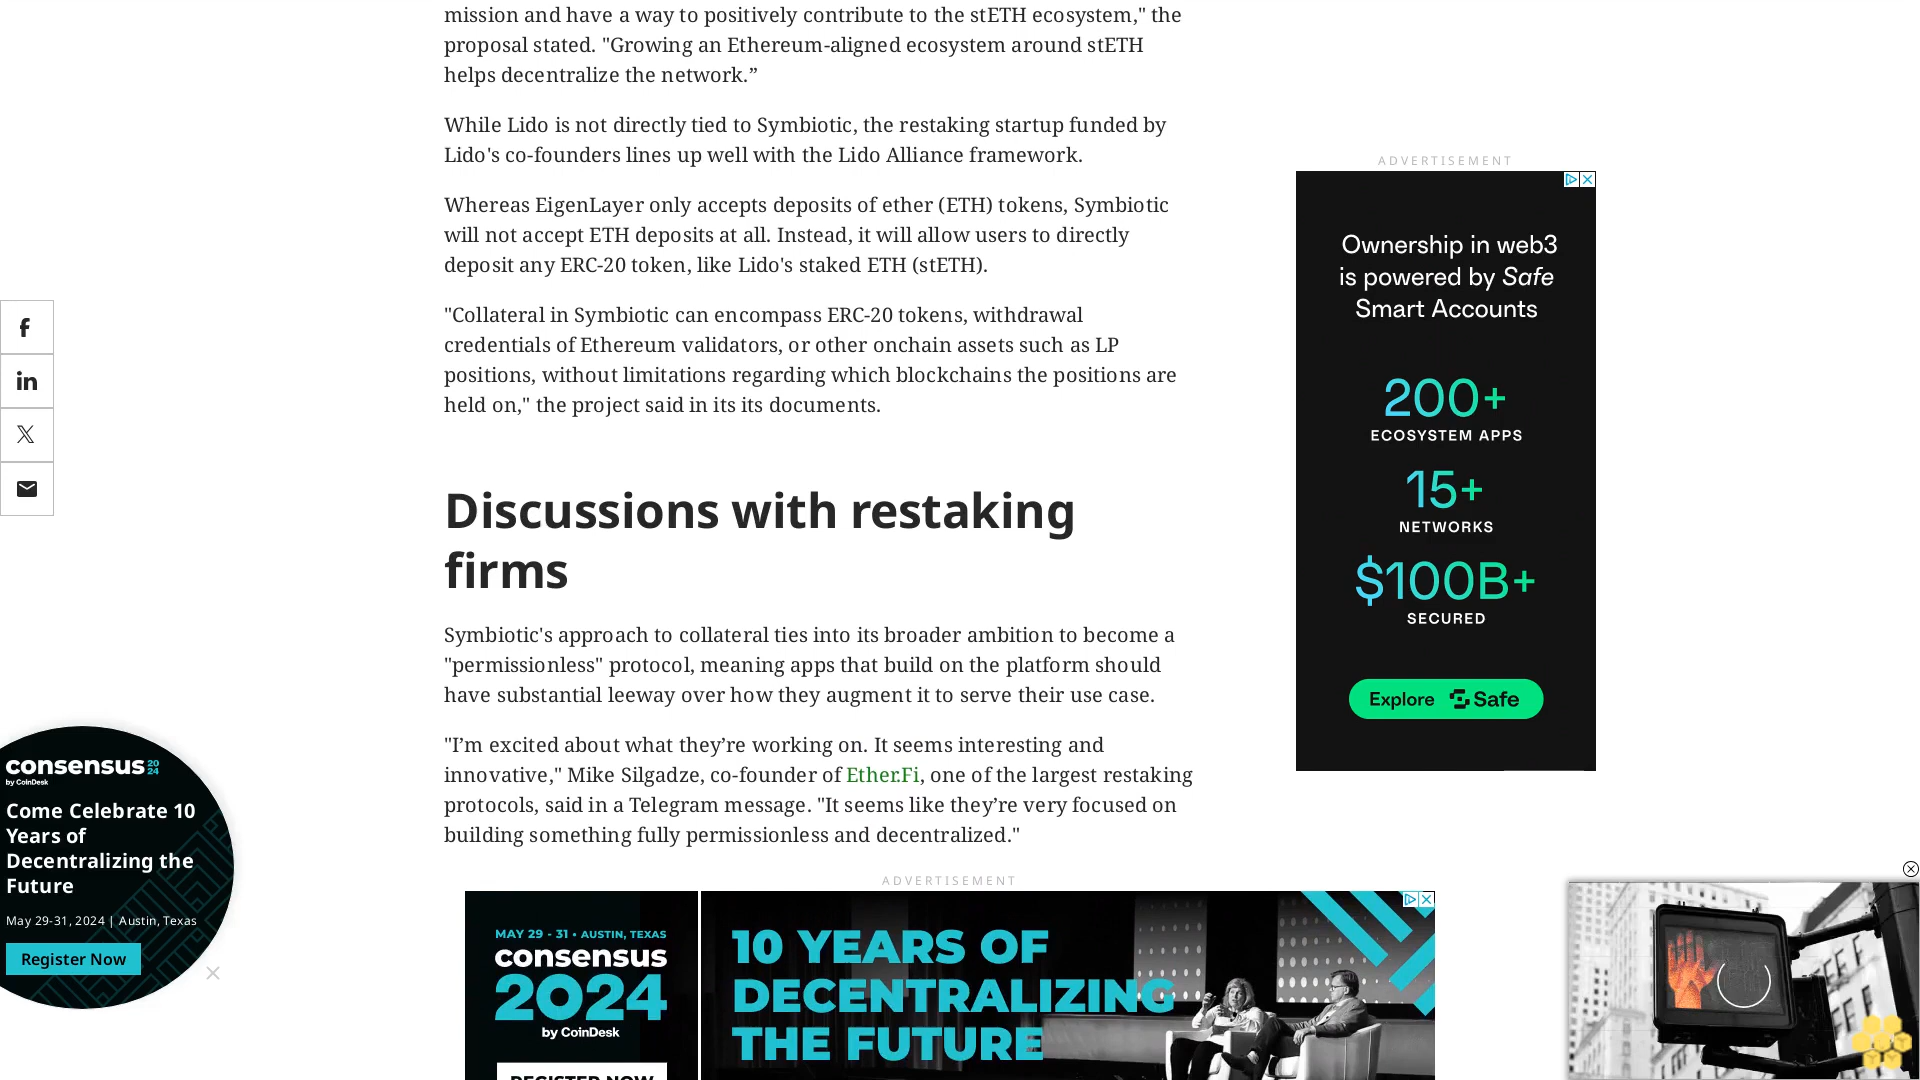 mission and have a way to positively contribute to the stETH ecosystem," the
proposal stated. "Growing an Ethereum-aligned ecosystem around stETH
helps decentralize the network.”
While Lido is not directly tied to Symbiotic, the restaking startup funded by
Lido's co-founders lines up well with the Lido Alliance framework.
Whereas EigenLayer only accepts deposits of ether (ETH) tokens, Symbiotic
will not accept ETH deposits at all. Instead, it will allow users to directly
deposit any ERC-20 token, like Lido's staked ETH (stETH).
"Collateral in Symbiotic can encompass ERC-20 tokens, withdrawal
credentials of Ethereum validators, or other onchain assets such as LP
positions, without limitations regarding which blockchains the positions are
held on," the project said in its its documents.
Discussions with restaking
firms
Symbiotic's approach to collateral ties into its broader ambition to become a
"permissionless" protocol, meaning apps that build on the platform should
have substantial leeway over how they augment it to serve their use case.
"I’m excited about what they’re working on. It seems interesting and
innovative," Mike Silgadze, co-founder of Ether.Fi, one of the largest restaking
protocols, said in a Telegram message. "It seems like they’re very focused on
building something fully permissionless and decentralized."
ADVERTISEMENT
MAY 29 - 31 • AUSTIN, TEXAS
consensus
2024
by CoinDesk
REGISTER NOW
10 YEARS OF
DECENTRALIZING
THE FUTURE
ADVERTISEMENT
Ownership in web3
is powered by Safe
Smart Accounts
200+
ECOSYSTEM APPS
15+
NETWORKS
$100B+
SECURED
Explore Safe
consensus 2024
by CoinDesk
Come Celebrate 10
Years of
Decentralizing the
Future
May 29-31, 2024 | Austin, Texas
Register Now